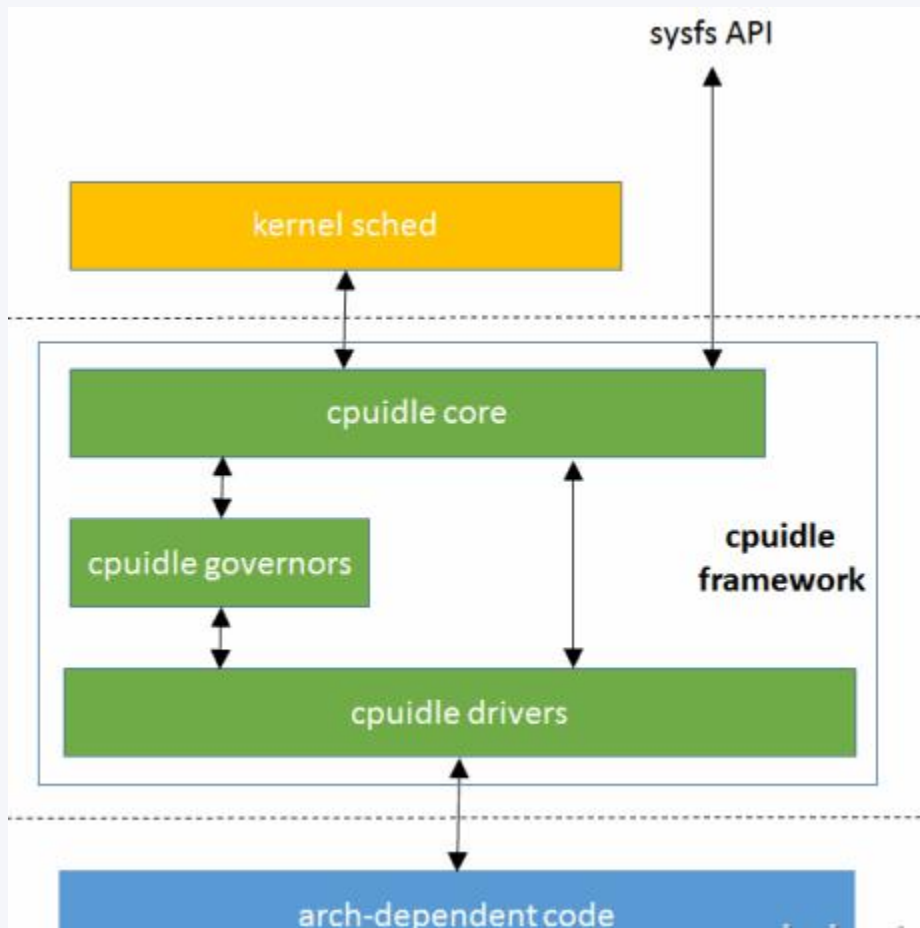 sysfs API
kernel sched
cpuidle core
cpuidle governors
cpuidle
framework
cpuidle drivers
arch-dependent code